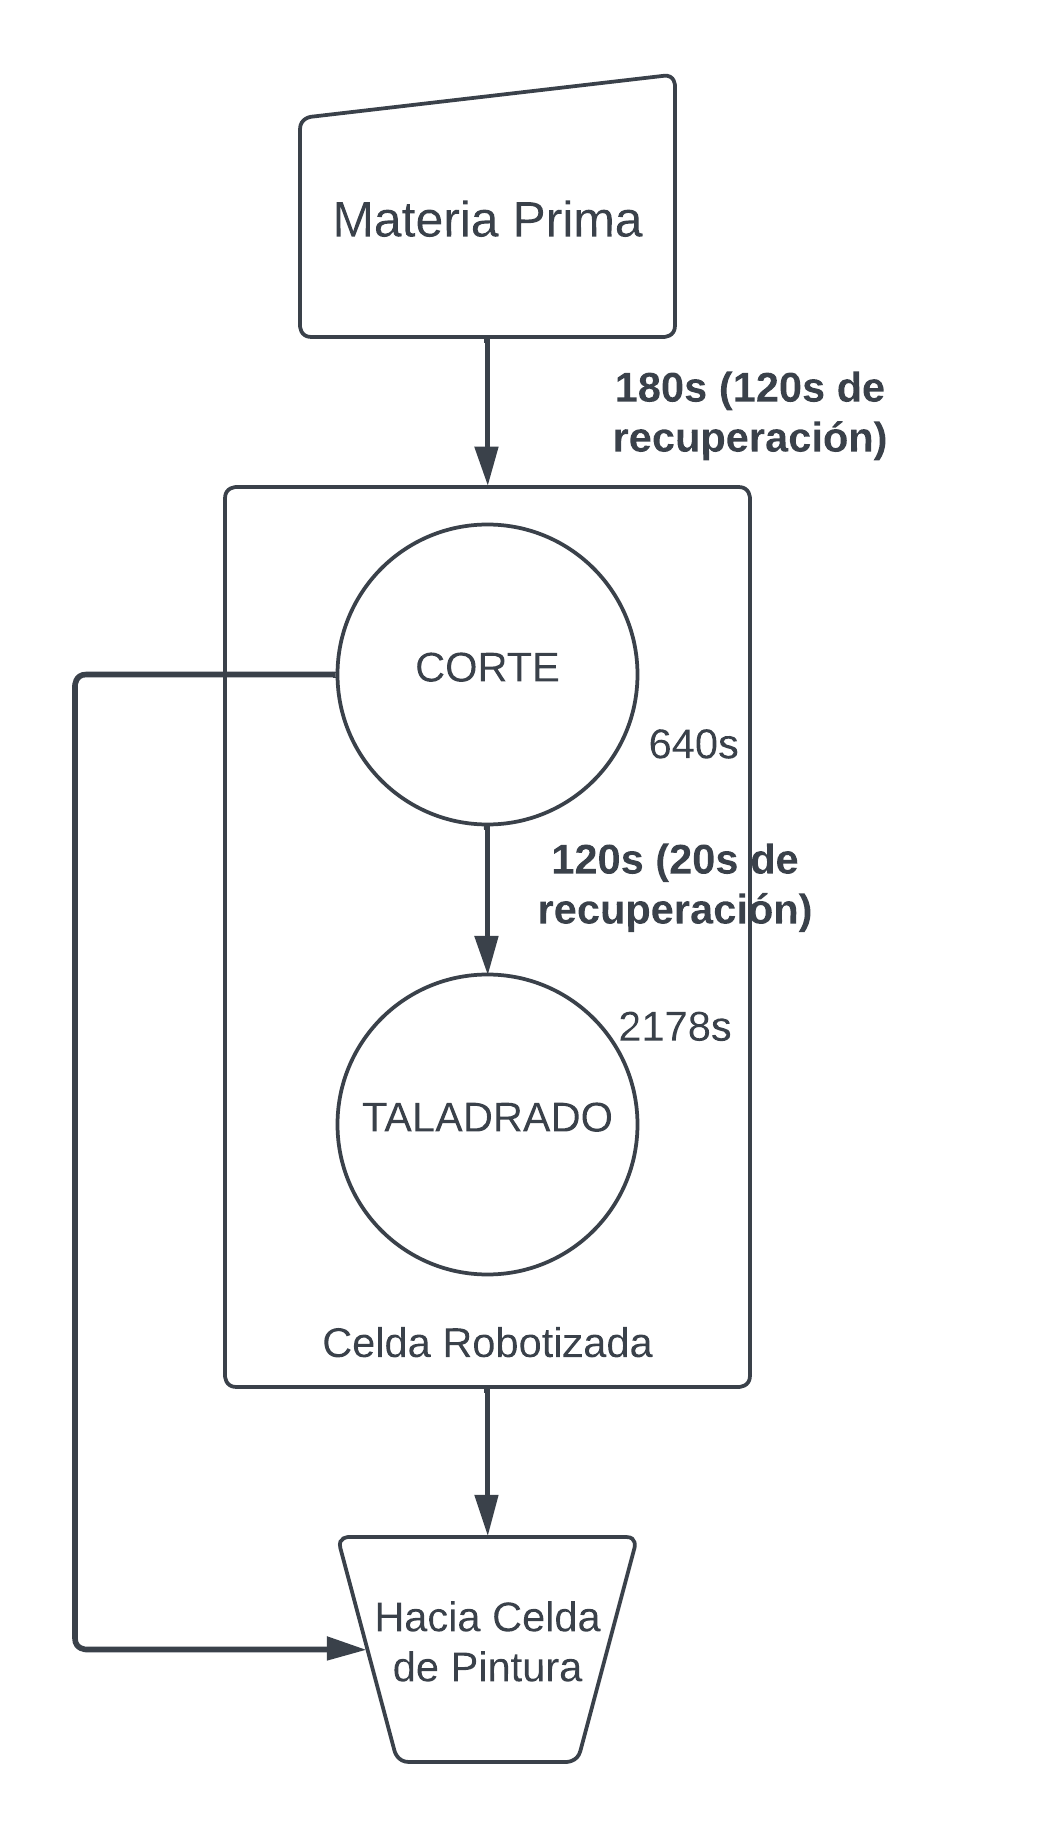 Materia Prima
180s (120s de
recuperación)
CORTE
640s
120s (20s de
recuperación)
2178s
TALADRADO
Celda Robotizada
Hacia Celda
de Pintura